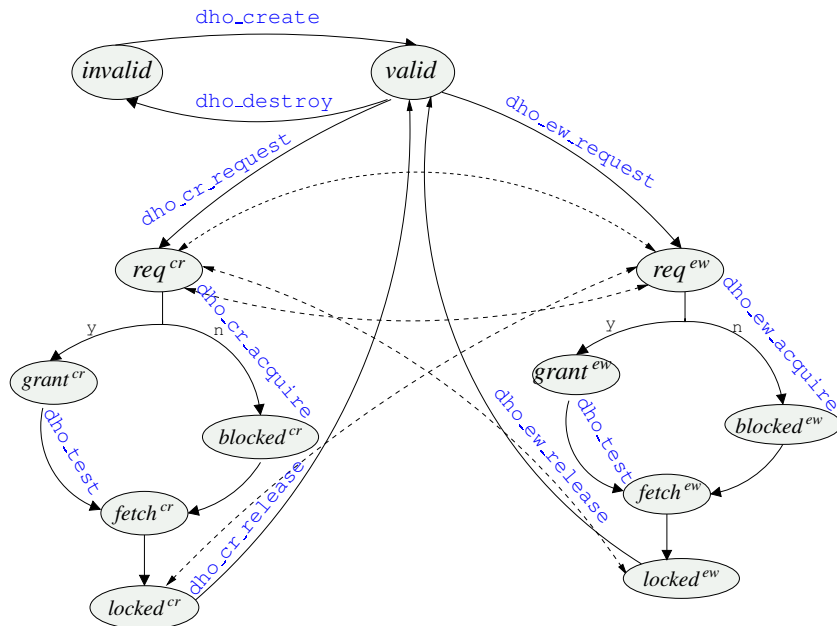 dho_create
invalid
valid
dho_destroy
dho_cr_request
dho_ew_request
req^cr
req^ew
dho_cr_acquire
dho_ew_acquire
y
n
y
n
grant^cr
grant^ew
dho_test
dho_test
blocked^cr
blocked^ew
dho_cr_release
dho_ew_release
fetch^cr
fetch^ew
locked^cr
locked^ew